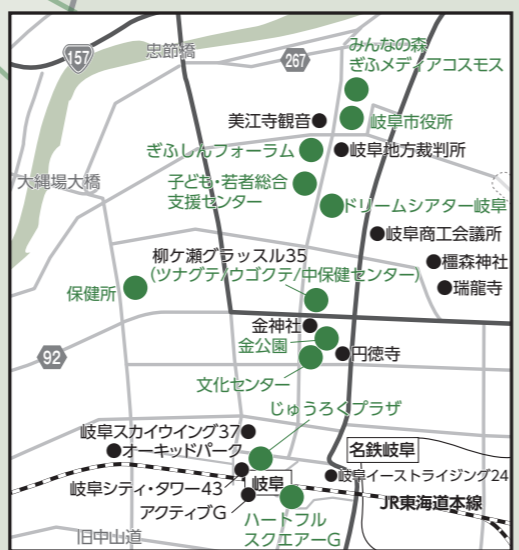 157
忠節橋
267
みんなの森
ぎふメディアコスモス
美江寺観音
岐阜市役所
ぎふしんフォーラム
岐阜地方裁判所
大縄場大橋
子ども・若者総合
支援センター
ドリームシアター岐阜
岐阜商工会議所
柳ケ瀬グラッスル35
(ツナグテ/ウゴクテ/中保健センター)
橿森神社
瑞龍寺
保健所
金神社
金公園
円徳寺
92
文化センター
じゅうろくプラザ
岐阜スカイウイング37
オーキッドパーク
名鉄岐阜
岐阜シティ・タワー43
岐阜
岐阜イーストライジング24
アクティブG
JR東海道本線
ハートフル
スクエアーG
旧中山道